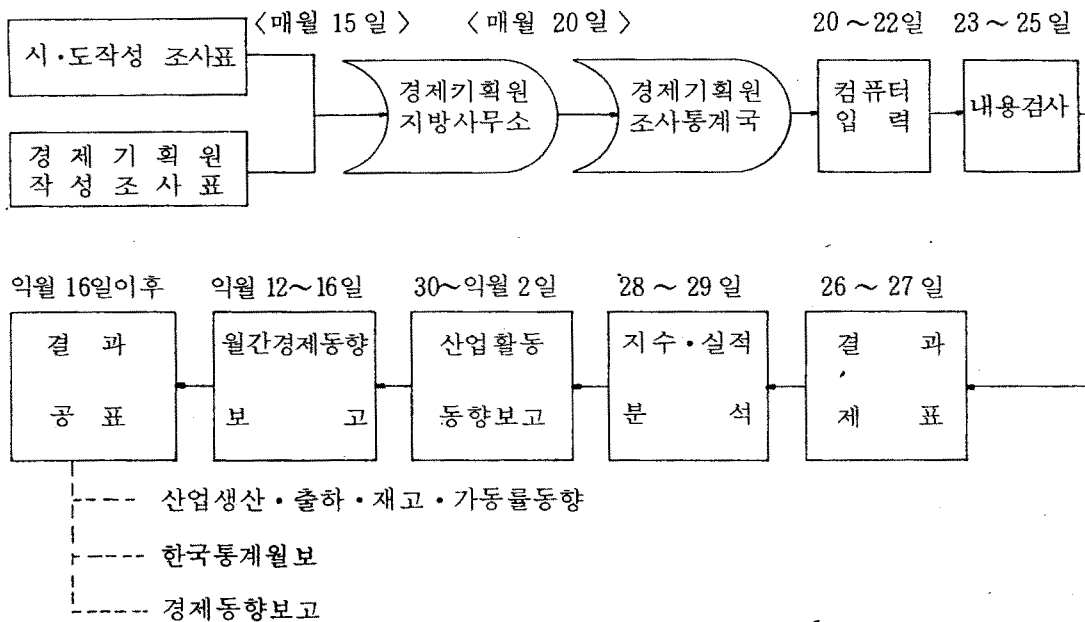 〈매월 15일〉 〈매월 20일〉 20～22일 23～25일
시·도작성 조사표
경제키획원
지방사무소
경제기획원
조사통계국
컴퓨터
입 력
내용검사
경 제 기 획 원
작 성 조 사 표
익월 16일이후 익월 12～16일 30～익월 2일 28～29일 26～27일
결 과
공 표
월간경제동향
보 고
산업활동
동향보고
지수·실적
분 석
결 과
제 표
산업생산·출하·재고·가동률동향
한국통계월보
경제동향보고